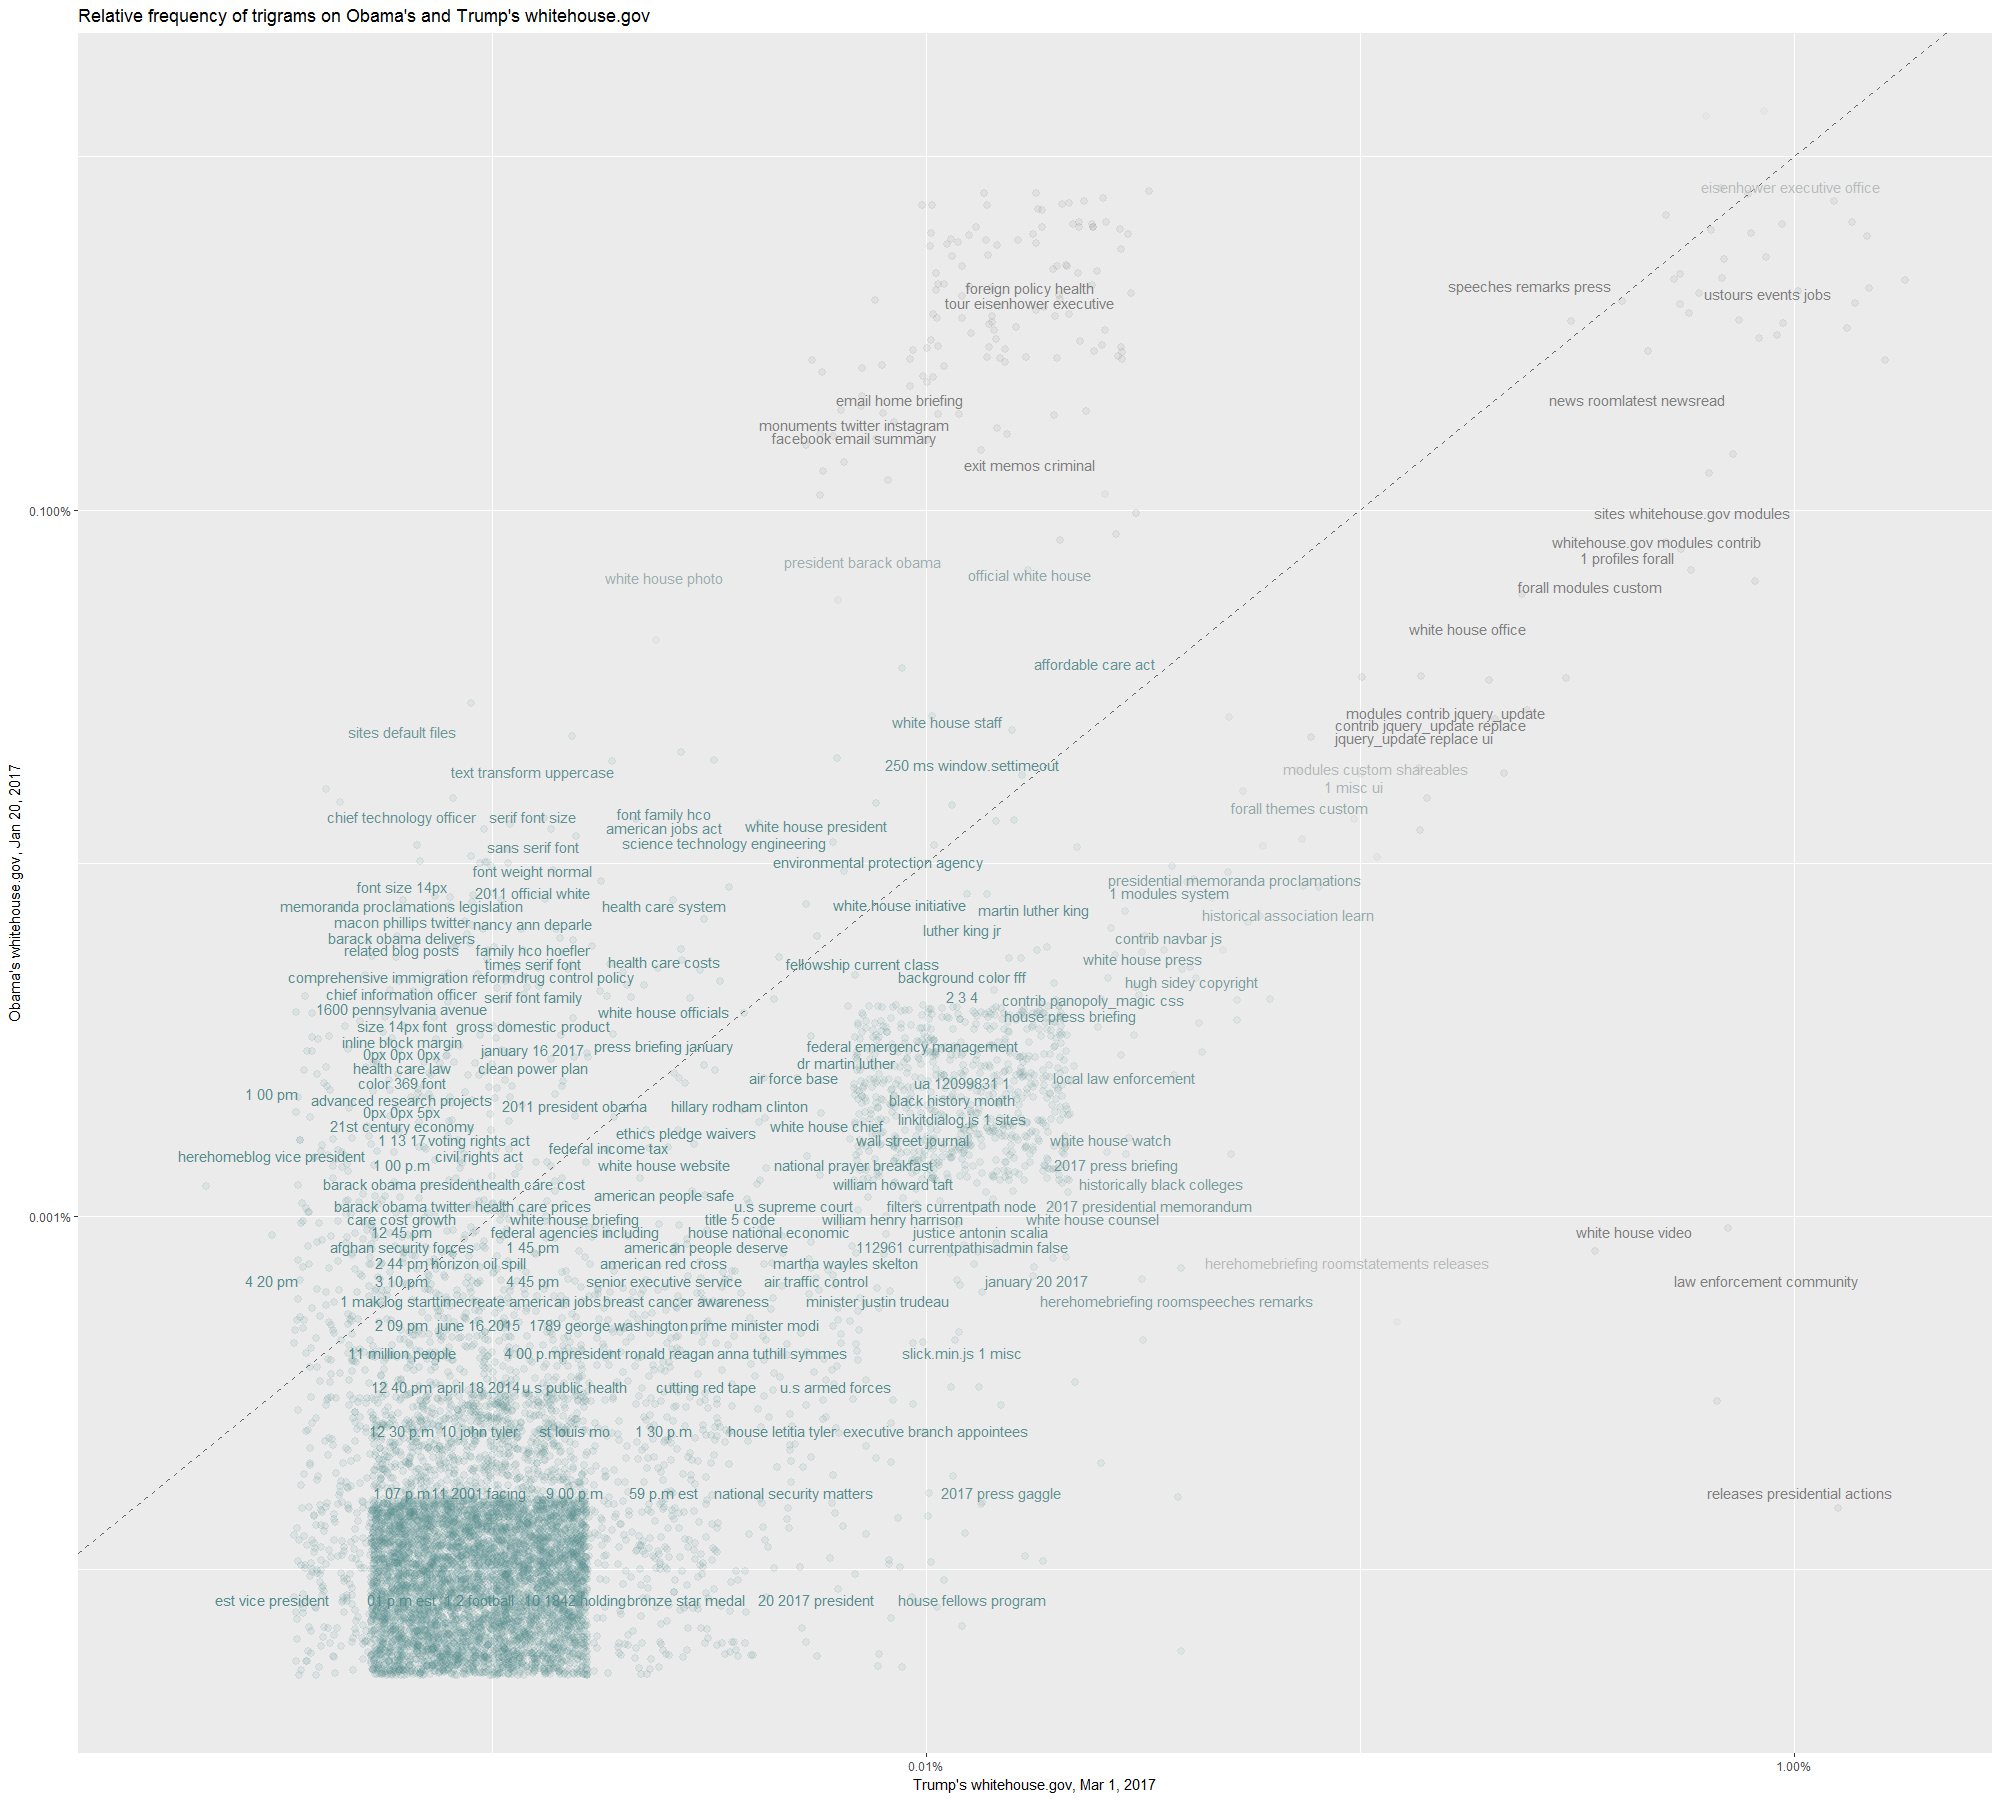 Relative frequency of trigrams on Obama's and Trump's whitehouse.gov
eisenhower executive office
foreign policy health
speeches remarks press
ustours events jobs
tour eisenhower executive
email home briefing
news roomlatest newsread
monuments twitter instagram
facebook email summary
exit memos criminal
0.100%
sites whitehouse.gov modules
whitehouse.gov modules contrib
1 profiles forall
president barack obama
white house photo
official white house
forall modules custom
white house office
affordable care act
modules contrib jquery_update
white house staff
contrib jquery_update replace
sites default files
jquery_update replace ui
250 ms window.settimeout
text transform uppercase
modules custom shareables
1 misc ui
forall themes custom
chief technology officer
serif font size
font family hco
american jobs act
white house president
science technology engineering
sans serif font
environmental protection agency
font weight normal
font size 14px
2011 official white
presidential memoranda proclamations
1 modules system
memoranda proclamations legislation
health care system
white house initiative
martin luther king
historical association learn
macon phillips twitter
nancy ann deparle
luther king jr
barack obama delivers
contrib navbar js
related blog posts
family hco hoefler
times serif font
health care costs
fellowship current class
white house press
comprehensive immigration reform
drug control policy
background color fff
hugh sidey copyright
chief information officer
serif font family
2 3 4
contrib panopoly_magic css
1600 pennsylvania avenue
white house officials
house press briefing
size 14px font
gross domestic product
inline block margin
0px 0px 0px
january 16 2017
press briefing january
federal emergency management
health care law
clean power plan
dr martin luther
color 369 font
air force base
ua 12099831 1
local law enforcement
1 00 pm
advanced research projects
2011 president obama
hillary rodham clinton
black history month
0px 0px 5px
linkitdialog.js 1 sites
21st century economy
ethics pledge waivers
white house chief
1 13 17
voting rights act
federal income tax
wall street journal
white house watch
herehomeblog vice president
civil rights act
1 00 p.m
white house website
national prayer breakfast
2017 press briefing
barack obama president
health care cost
american people safe
william howard taft
historically black colleges
barack obama twitter
health care prices
u.s supreme court
filters currentpath node
2017 presidential memorandum
0.001%
care cost growth
white house briefing
title 5 code
william henry harrison
white house counsel
12 45 pm
federal agencies including
house national economic
justice antonin scalia
white house video
afghan security forces
1 45 pm
american people deserve
112961 currentpathisadmin false
2 44 pm
horizon oil spill
american red cross
martha wayles skelton
herehomebriefing roomstatements releases
4 20 pm
3 10 pm
4 45 pm
senior executive service
air traffic control
january 20 2017
law enforcement community
1 mak.log starttime
create american jobs
breast cancer awareness
minister justin trudeau
herehomebriefing roomspeeches remarks
2 09 pm
june 16 2015
1789 george washington
prime minister modi
11 million people
4 00 p.m
president ronald reagan
anna tuthill symmes
slick.min.js 1 misc
12 40 pm
april 18 2014
u.s public health
cutting red tape
u.s armed forces
12 30 p.m
10 john tyler
st louis mo
1 30 p.m
house letitia tyler
executive branch appointees
1 07 p.m
11 2001 facing
9 00 p.m
59 p.m est
national security matters
2017 press gaggle
releases presidential actions
est vice president
01 p.m est
1 2 football
10 1842 holding
bronze star medal
20 2017 president
house fellows program
0.01%
1.00%
Trump's whitehouse.gov, Mar 1, 2017
Obama's whitehouse.gov, Jan 20, 2017